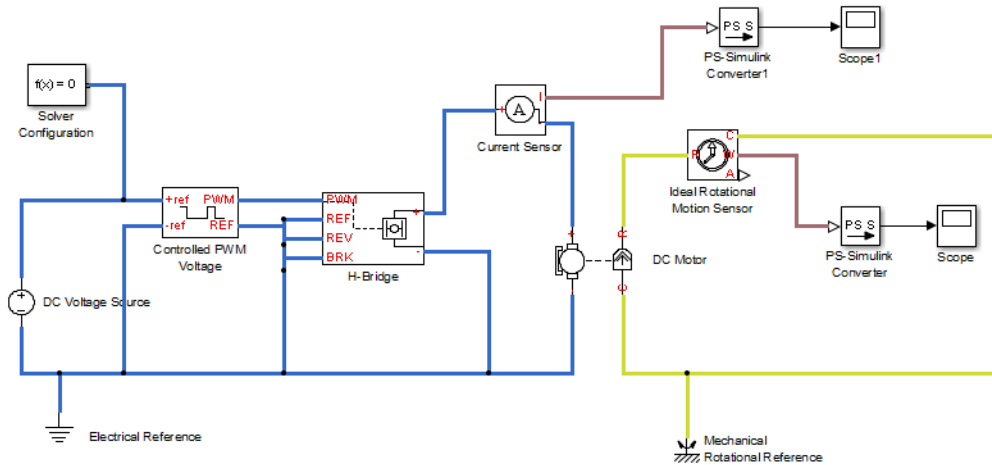 PS S
PS-Simulink
Converter1
Scope1
f(x) = 0
Solver
Configuration
+
A
I
-
Current Sensor
R
C
W
A
Ideal Rotational
Motion Sensor
PS S
PS-Simulink
Converter
Scope
+ref
PWM
-ref
REF
Controlled PWM
Voltage
PWM
REF
REV
BRK
+
-
H-Bridge
+
-
R
C
DC Motor
DC Voltage Source
Electrical Reference
Mechanical
Rotational Reference